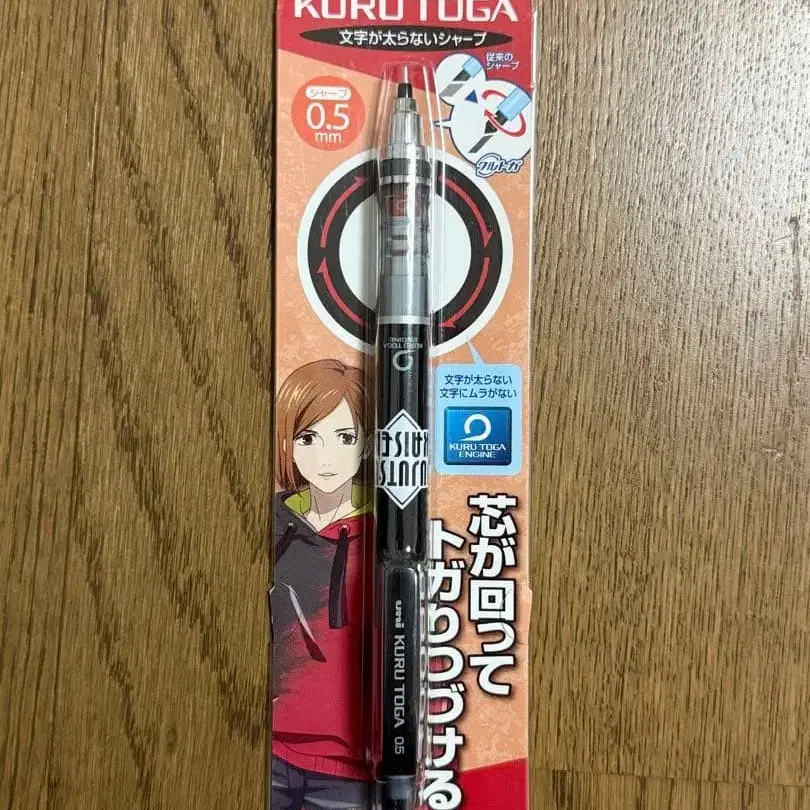 KURU TOGA
文字が太らないシャープ
従来の
シャープ
シャープ
0.5
mm
クルトガ
KURU TOGA
ENGINE
文字が太らない
文字にムラがない
KURU TOGA
ENGINE
JUJUTSU
KAISEN
芯が回って
トガりつづける
uni KURU TOGA 0.5